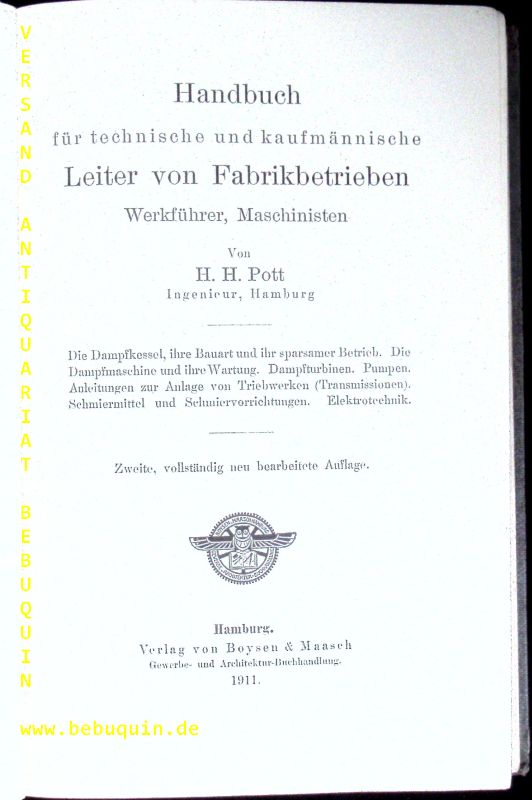 Handbuch
für technische und kaufmännische
Leiter von Fabrikbetrieben
Werkführer, Maschinisten
Von
H. H. Pott
Ingenieur, Hamburg
Die Dampfkessel, ihre Bauart und ihr sparsamer Betrieb. Die
Dampfmaschine und ihre Wartung. Dampfturbinen. Pumpen.
Anleitungen zur Anlage von Triebwerken (Transmissionen).
Schmiermittel und Schmiervorrichtungen. Elektrotechnik.
Zweite, vollständig neu bearbeitete Auflage.
Hamburg.
Verlag von Boysen & Maasch
Gewerbe- und Architektur-Buchhandlung.
1911.
VERSAND ANTIQUARIAT BEBUQUIN
www.bebuquin.de